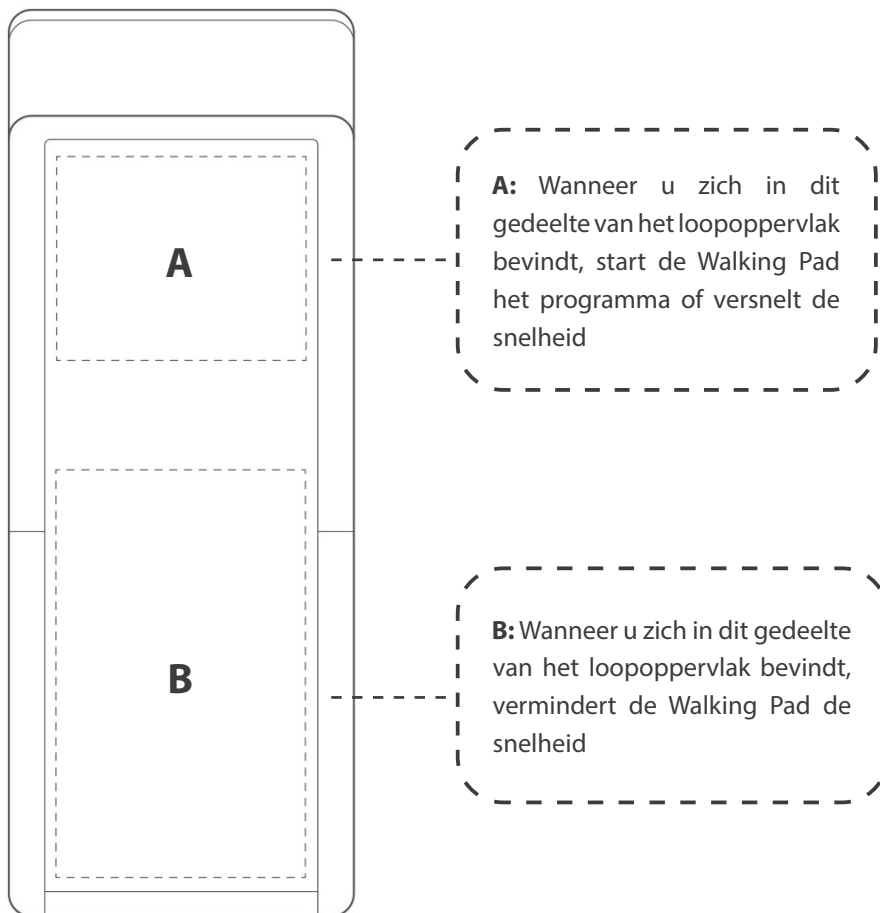 A
A: Wanneer u zich in dit
gedeelte van het loopoppervlak
bevindt, start de Walking Pad
het programma of versnelt de
snelheid
B
B: Wanneer u zich in dit gedeelte
van het loopoppervlak bevindt,
vermindert de Walking Pad de
snelheid